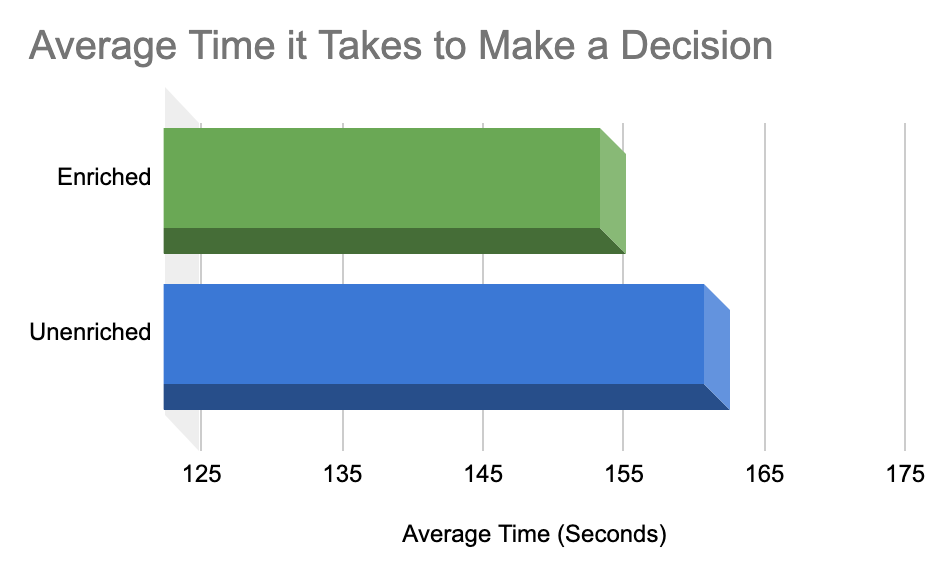 Average Time it Takes to Make a Decision
Enriched
Unenriched
125 135 145 155 165 175
Average Time (Seconds)